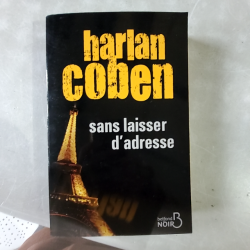 harlan
coben
sans laisser
d'adresse
belfond
NOIR